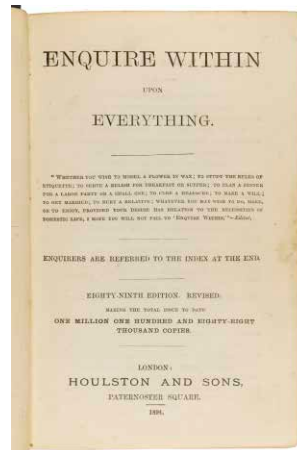 ENQUIRE WITHIN
UPON
EVERYTHING.
"WHETHER YOU WISH TO MODEL A FLOWER IN WAX; TO STUDY THE RULES OF
ETIQUETTE; TO SERVE A RELISH FOR BREAKFAST OR SUPPER; TO PLAN A DINNER
FOR A LARGE PARTY OR A SMALL ONE; TO CURE A HEADACHE; TO MAKE A WILL;
TO GET MARRIED; TO BURY A RELATIVE; WHATEVER YOU MAY WISH TO DO, MAKE,
OR TO ENJOY, PROVIDED YOUR DESIRE HAS RELATION TO THE NECESSITIES OF
DOMESTIC LIFE, I HOPE YOU WILL NOT FAIL TO 'ENQUIRE WITHIN.'"—Editor.
ENQUIRERS ARE REFERRED TO THE INDEX AT THE END.
EIGHTY-NINTH EDITION. REVISED.
MAKING THE TOTAL ISSUE TO DATE
ONE MILLION ONE HUNDRED AND EIGHTY-EIGHT
THOUSAND COPIES.
LONDON:
HOULSTON AND SONS,
PATERNOSTER SQUARE.
1894.